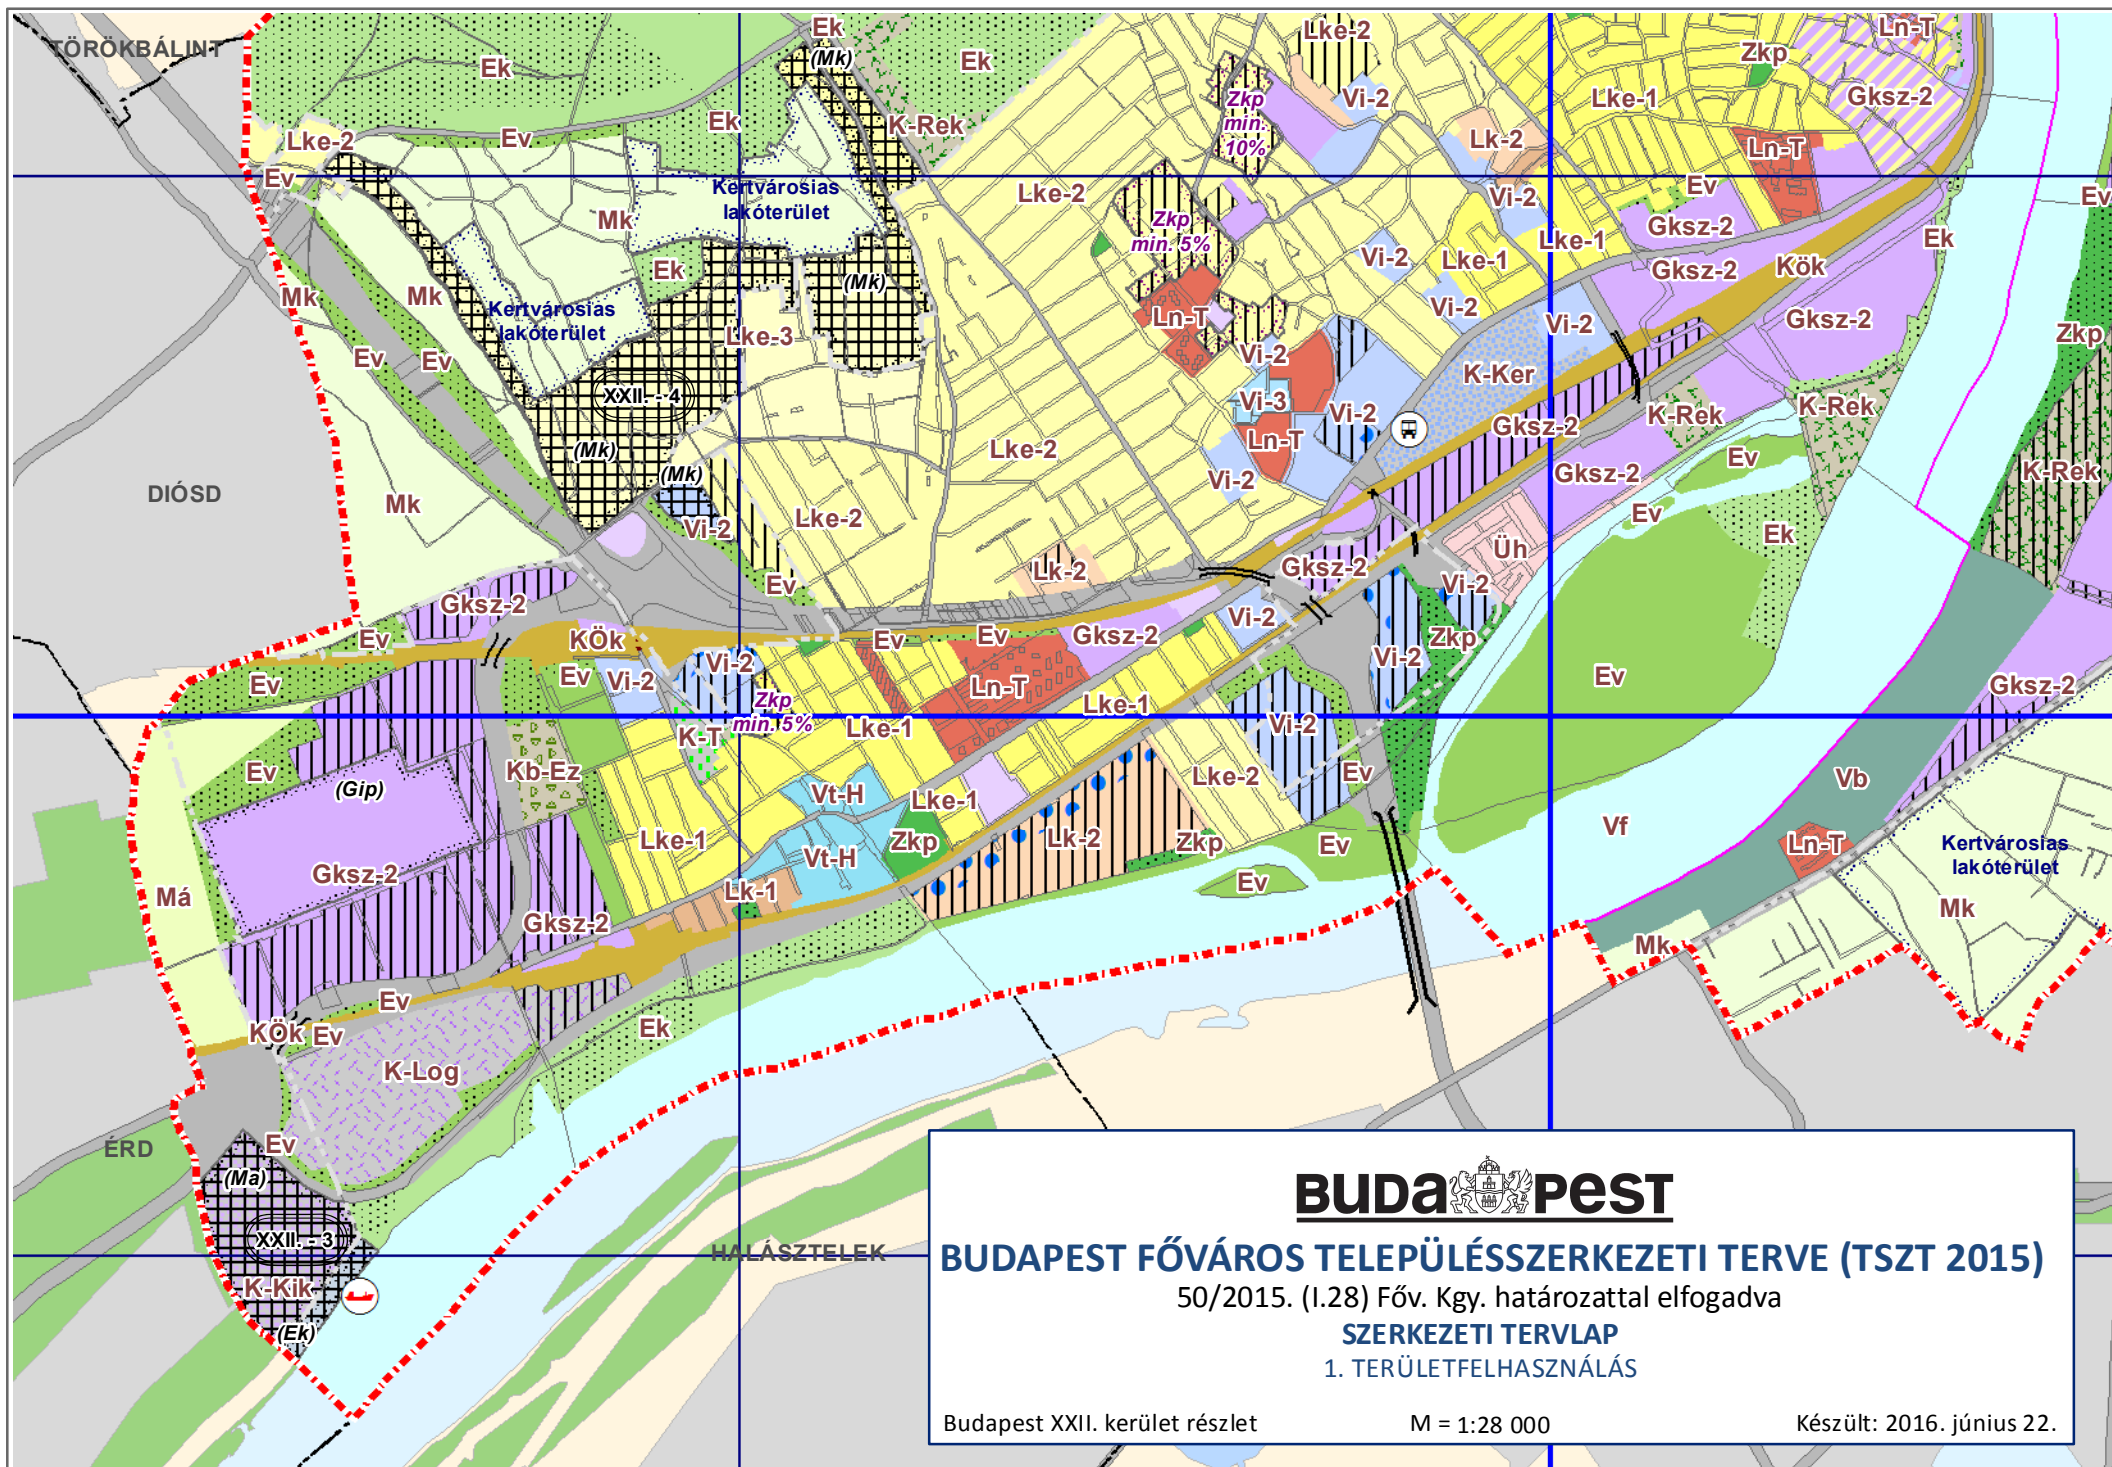 TÖRÖKBÁLINT
Ek
Ek
(Mk)
Ek
Lke-2
Ln-T
Zkp
Zkp
min.
10%
Vi-2
Lke-1
Gksz-2
Lke-2
Ev
Ek
K-Rek
Lk-2
Ln-T
Ev
Kertvárosias
lakóterület
Lke-2
Vi-2
Ev
Ev
Mk
Zkp
min. 5%
Gksz-2
Ek
Lke-1
Vi-2
Lke-1
Ek
(Mk)
Gksz-2
Kök
Mk
Mk
Kertvárosias
lakóterület
Lke-3
Ln-T
Vi-2
Vi-2
Gksz-2
Zkp
Ev
Ev
Vi-2
K-Ker
XXII. - 4
Vi-3
Vi-2
K-Rek
K-Rek
Gksz-2
(Mk)
Lke-2
Ln-T
Ev
(Mk)
Vi-2
Gksz-2
K-Rek
DIÓSD
Mk
Vi-2
Lke-2
Ev
Ek
Üh
Lk-2
Gksz-2
Ev
Vi-2
Gksz-2
Vi-2
Ev
KÖk
Ev
Ev
Gksz-2
Zkp
Ev
Ev
Vi-2
Vi-2
Vi-2
Ev
Gksz-2
Ln-T
Zkp
min. 5%
Lke-1
Lke-1
K-T
Vi-2
Ev
(Gip)
Kb-Ez
Vt-H
Lke-1
Lke-2
Ev
Vb
Vf
Lke-1
Vt-H
Zkp
Lk-2
Zkp
Ev
Ln-T
Kertvárosias
lakóterület
Gksz-2
Má
Lk-1
Ev
Mk
Gksz-2
Mk
Ev
KÖk
Ev
Ek
K-Log
ÉRD
Ev
(Ma)
XXII. - 3
HALÁSZTELEK
K-Kik
(Ek)
BUDAPEST
BUDAPEST FŐVÁROS TELEPÜLÉSSZERKEZETI TERVE (TSZT 2015)
50/2015. (I.28) Főv. Kgy. határozattal elfogadva
SZERKEZETI TERVLAP
1. TERÜLETFELHASZNÁLÁS
Budapest XXII. kerület részlet
M = 1:28 000
Készült: 2016. június 22.